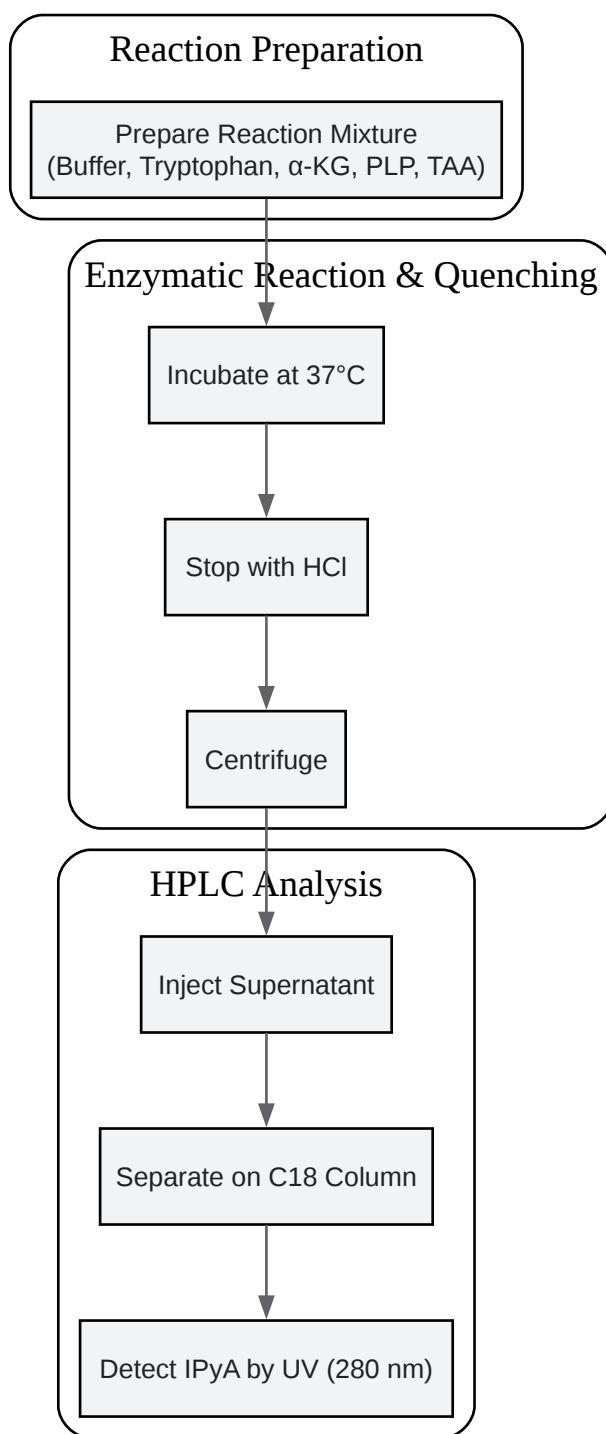 Reaction Preparation
Prepare Reaction Mixture
(Buffer, Tryptophan, α-KG, PLP, TAA)
Enzymatic Reaction & Quenching
Incubate at 37°C
Stop with HCl
Centrifuge
HPLC Analysis
Inject Supernatant
Separate on C18 Column
Detect IPyA by UV (280 nm)